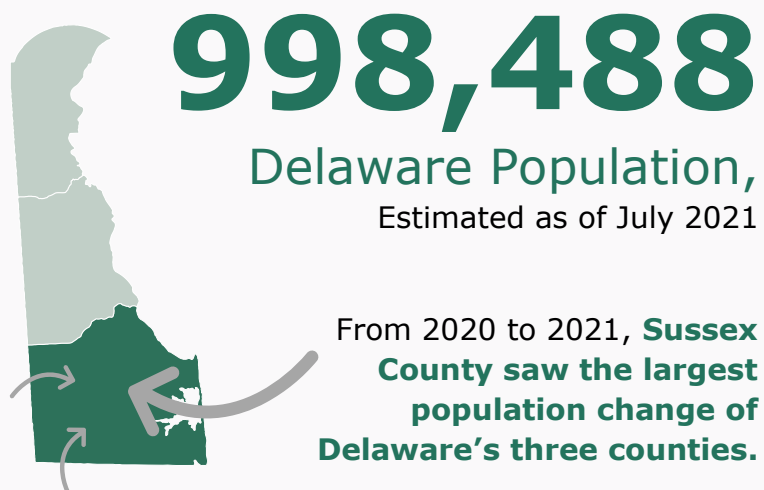 998,488
Delaware Population,
Estimated as of July 2021
From 2020 to 2021, Sussex
County saw the largest
population change of
Delaware’s three counties.